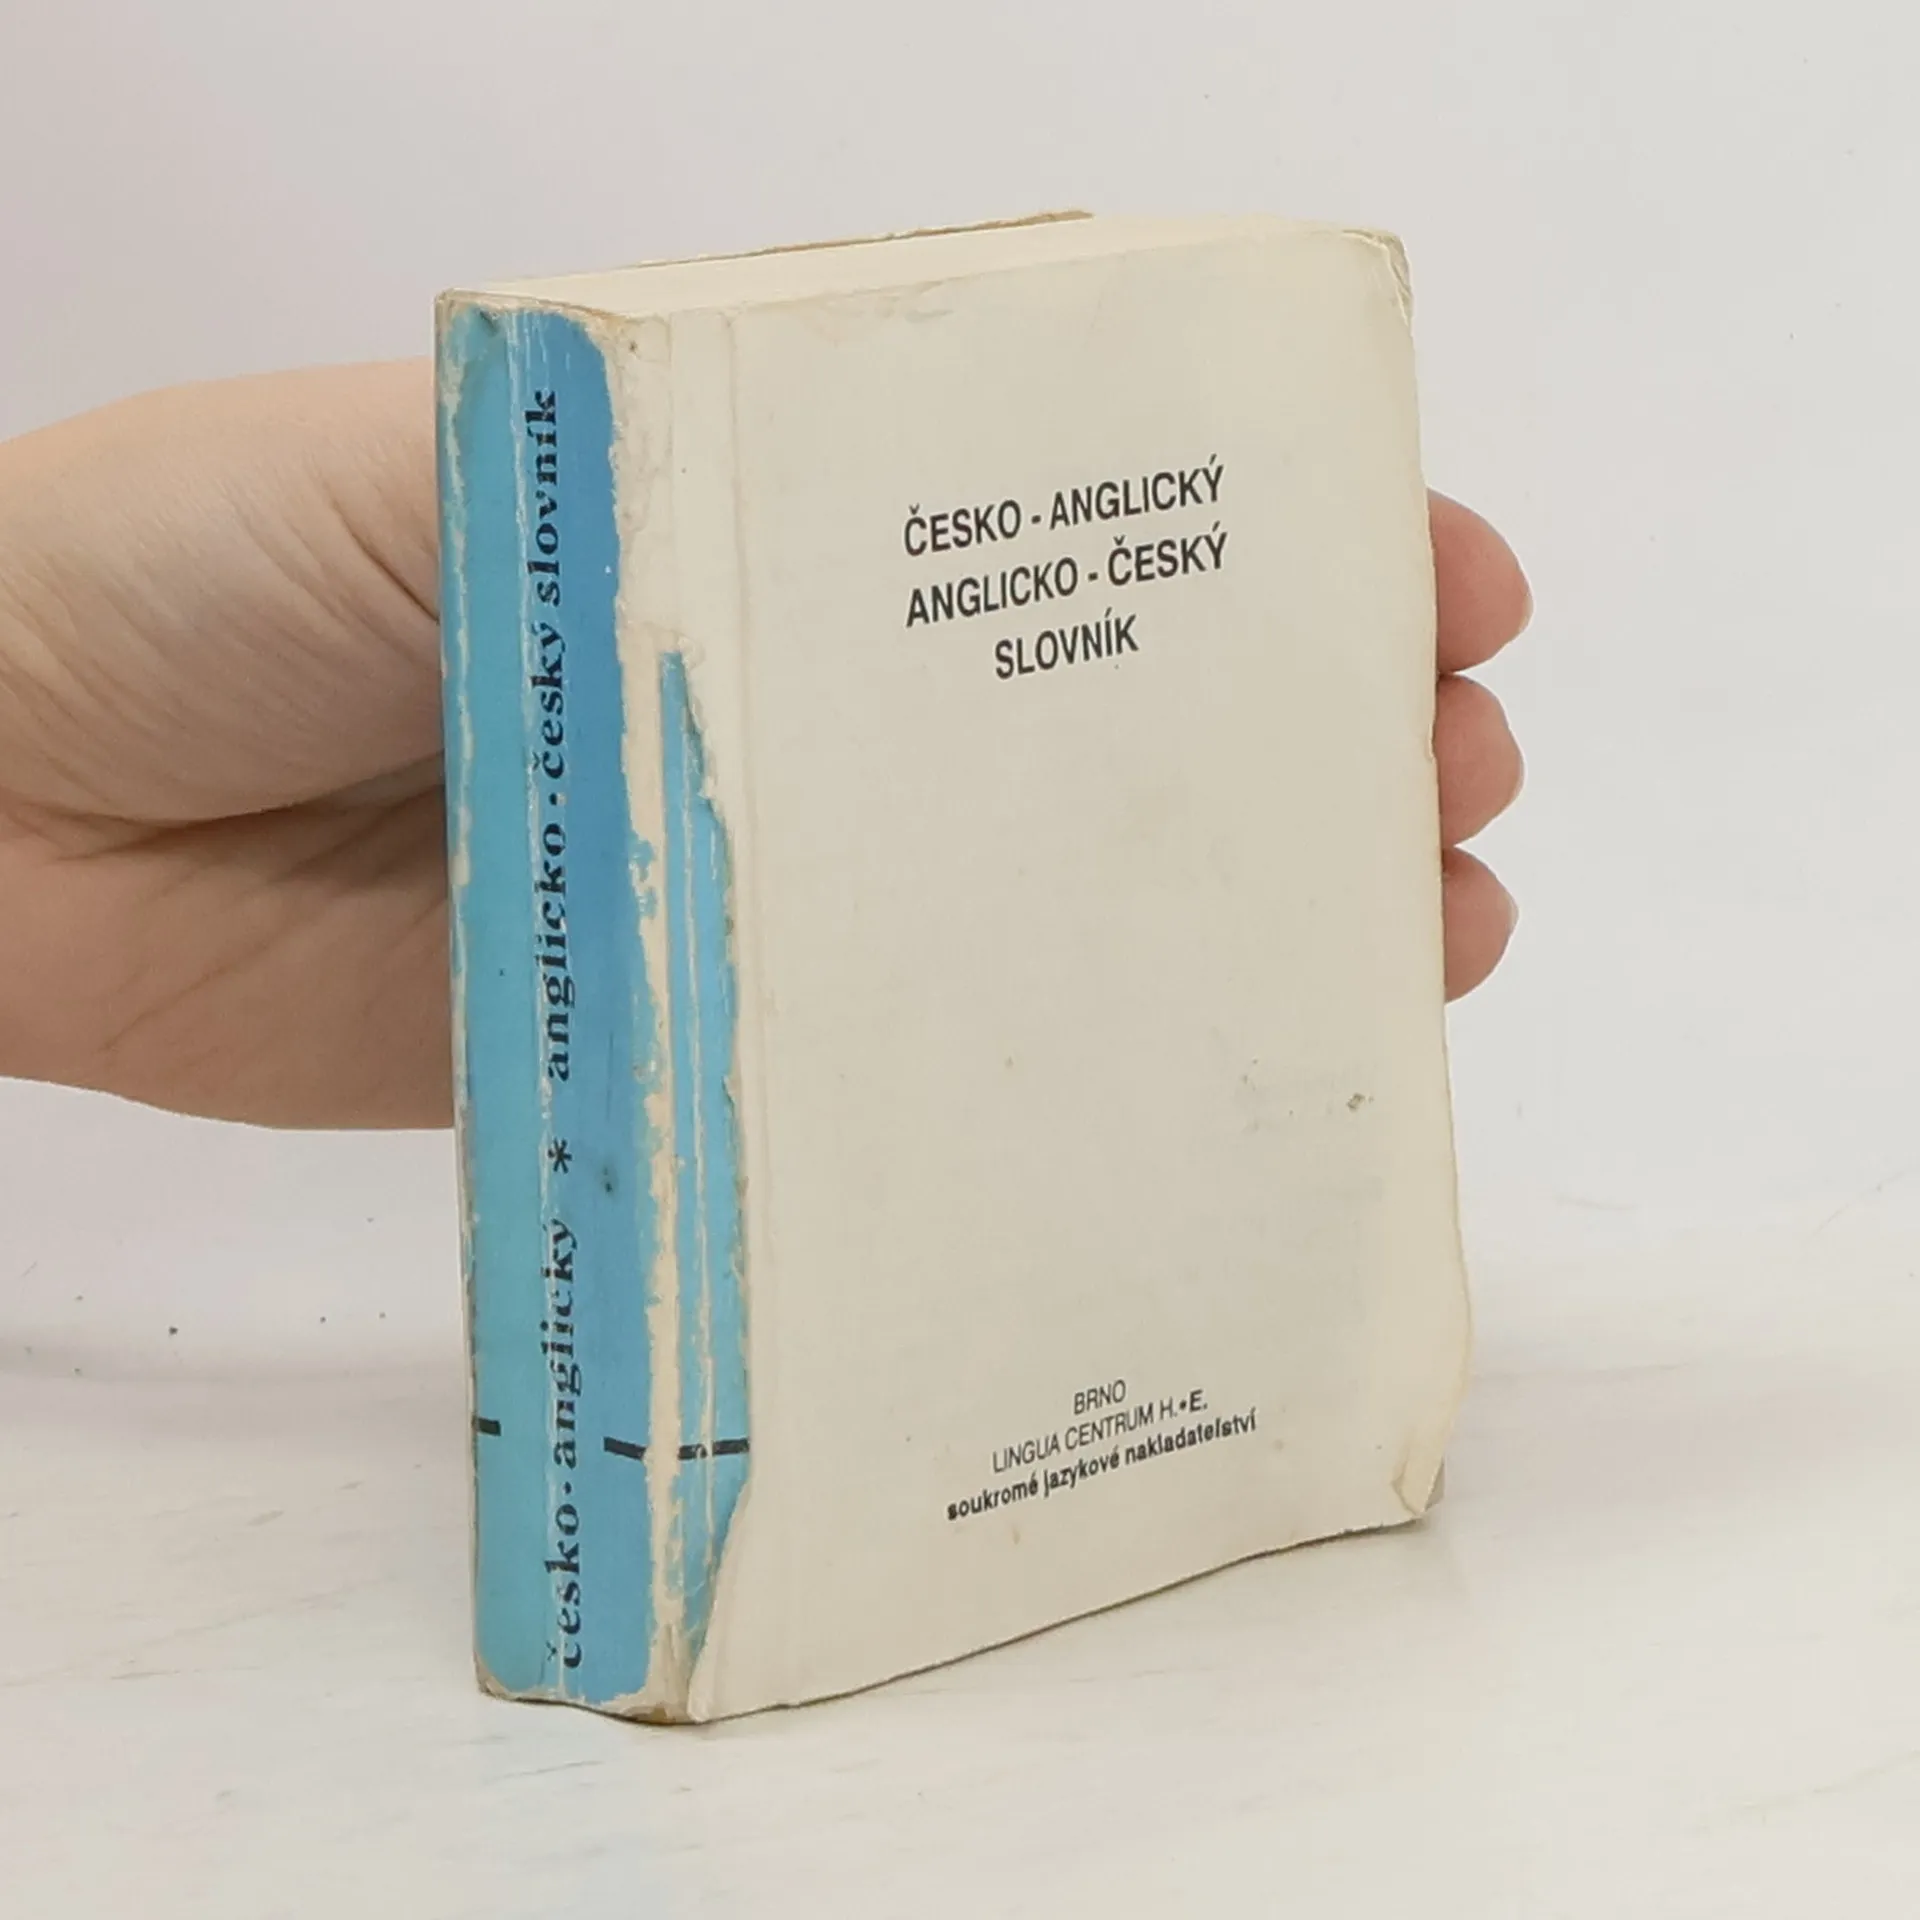 česko-anglický * anglicko-český slovník
ČESKO - ANGLICKÝ
ANGLICKO - ČESKÝ
SLOVNÍK
BRNO
LINGUA CENTRUM H.•E.
soukromé jazykové nakladatelství